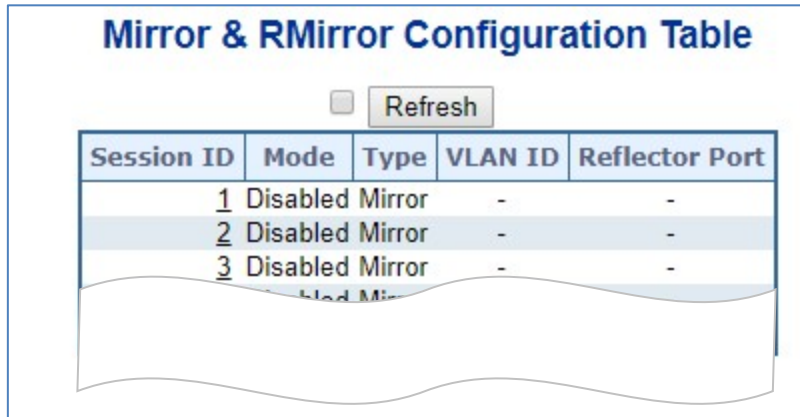 Mirror & RMirror Configuration Table
Refresh
Session ID Mode Type VLAN ID Reflector Port
1 Disabled Mirror - -
2 Disabled Mirror - -
3 Disabled Mirror - -